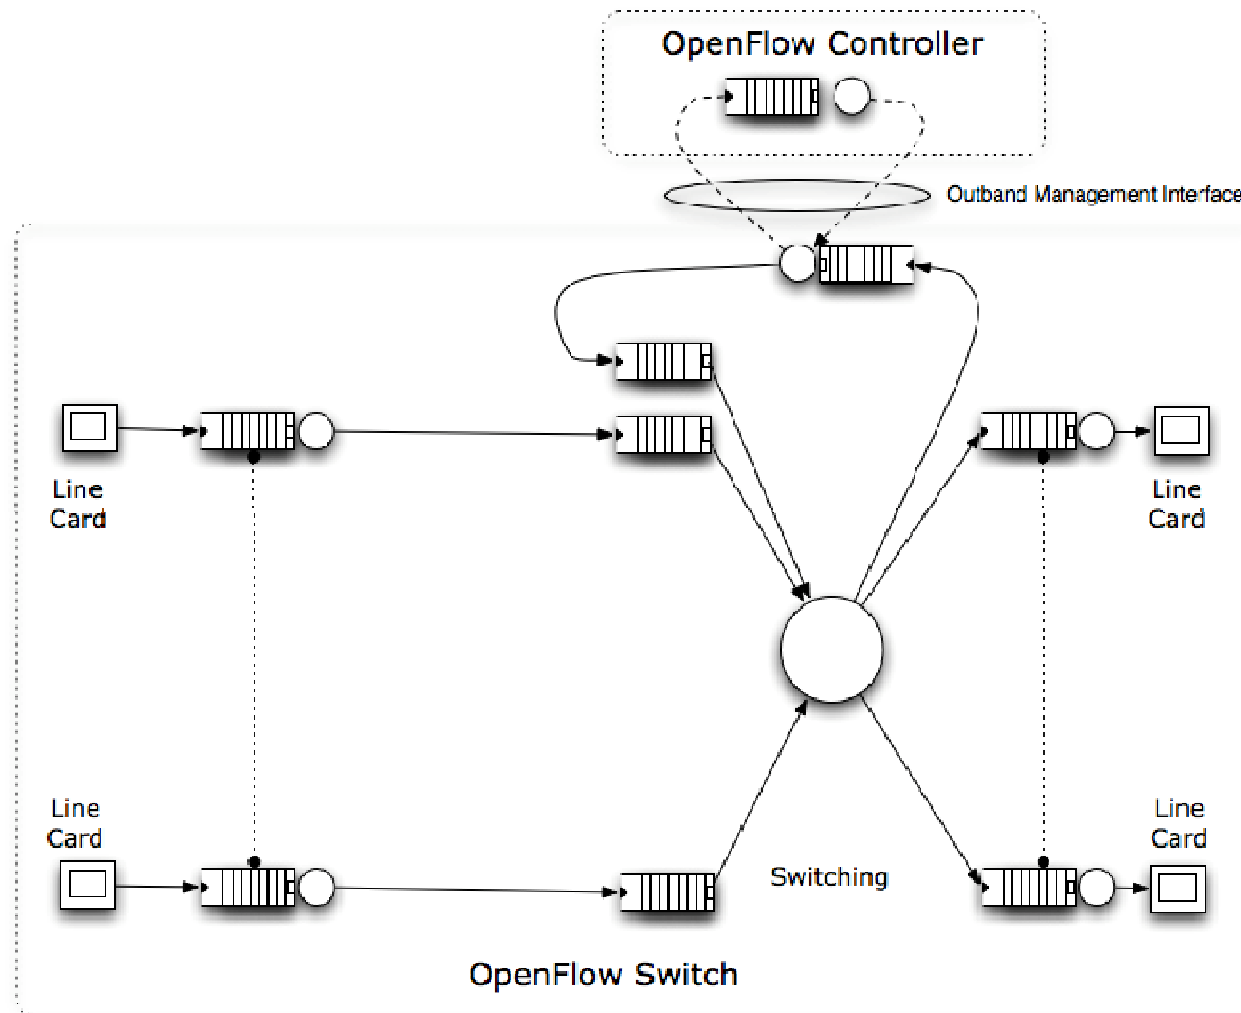 OpenFlow Controller
Outband Management Interface
Line
Card
Line
Card
Line
Card
Line
Card
Switching
OpenFlow Switch